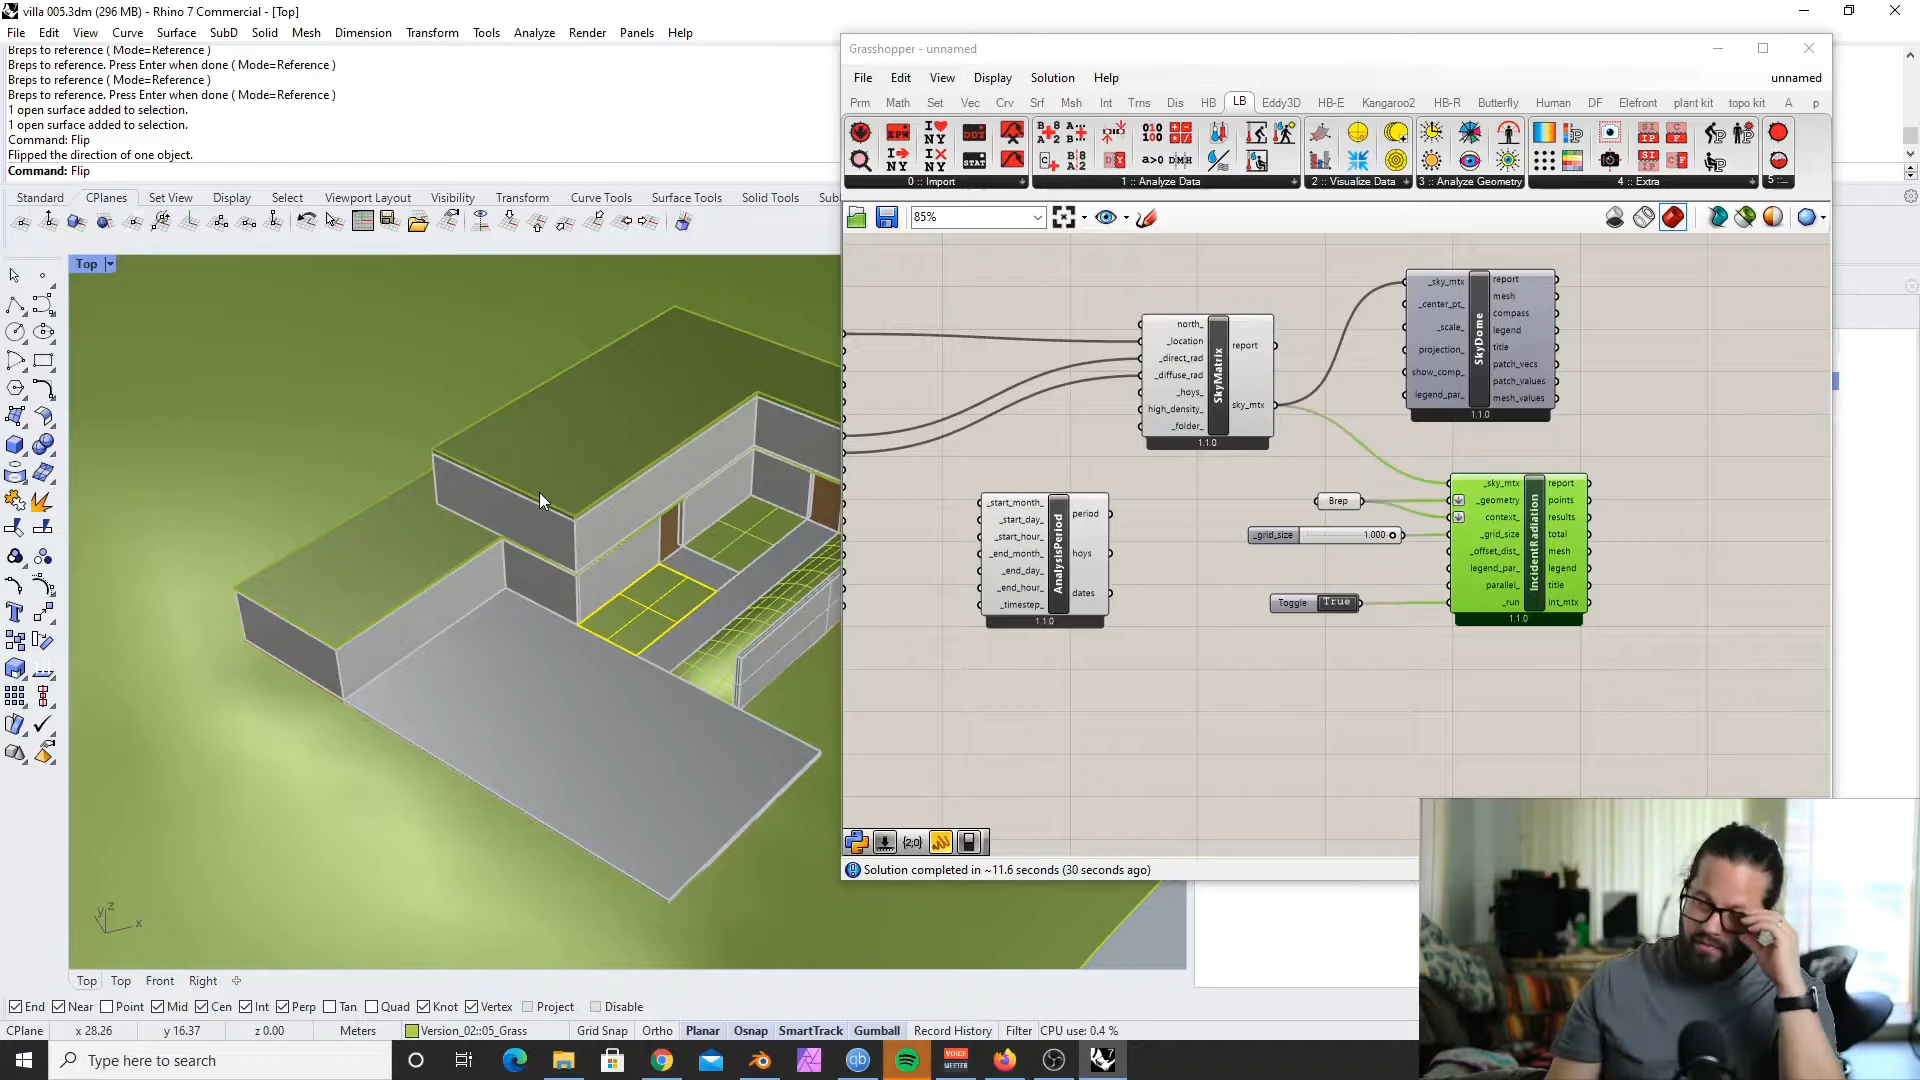 villa 005.3dm (296 MB) - Rhino 7 Commercial - [Top]
File Edit View Curve Surface SubD Solid Mesh Dimension Transform Tools Analyze Render Panels Help
Breps to reference ( Mode=Reference )
Breps to reference. Press Enter when done ( Mode=Reference )
Breps to reference ( Mode=Reference )
Breps to reference. Press Enter when done ( Mode=Reference )
1 open surface added to selection.
1 open surface added to selection.
Command: Flip
Flipped the direction of one object.
Command: Flip
Standard CPlanes Set View Display Select Viewport Layout Visibility Transform Curve Tools Surface Tools Solid Tools Sub
Top
Grasshopper - unnamed
File Edit View Display Solution Help unnamed
Prm Math Set Vec Crv Srf Msh Int Trns Dis HB LB Eddy3D HB-E Kangaroo2 HB-R Butterfly Human DF Elefront plant kit topo kit A p
0 :: Import 1 :: Analyze Data 2 :: Visualize Data 3 :: Analyze Geometry 4 :: Extra 5 ::..
85%
north_
_location
_direct_rad
_diffuse_rad
_hoys_
high_density_
_folder_
SkyMatrix
report
sky_mtx
1.1.0
_sky_mtx
_center_pt_
_scale_
projection_
show_comp_
legend_par_
SkyDome
report
mesh
compass
legend
title
patch_vecs
patch_values
mesh_values
1.1.0
_start_month_
_start_day_
_start_hour_
_end_month_
_end_day_
_end_hour_
_timestep_
AnalysisPeriod
period
hoys
dates
1.1.0
Brep
_grid_size 1.000
Toggle True
_sky_mtx
_geometry
context_
_grid_size
_offset_dist_
legend_par_
parallel_
_run
IncidentRadiation
report
points
results
total
mesh
legend
title
int_mtx
1.1.0
Solution completed in ~11.6 seconds (30 seconds ago)
z
y
x
Top Top Front Right
End Near Point Mid Cen Int Perp Tan Quad Knot Vertex Project Disable
CPlane x 28.26 y 16.37 z 0.00 Meters Version_02::05_Grass Grid Snap Ortho Planar Osnap SmartTrack Gumball Record History Filter CPU use: 0.4 %
Type here to search